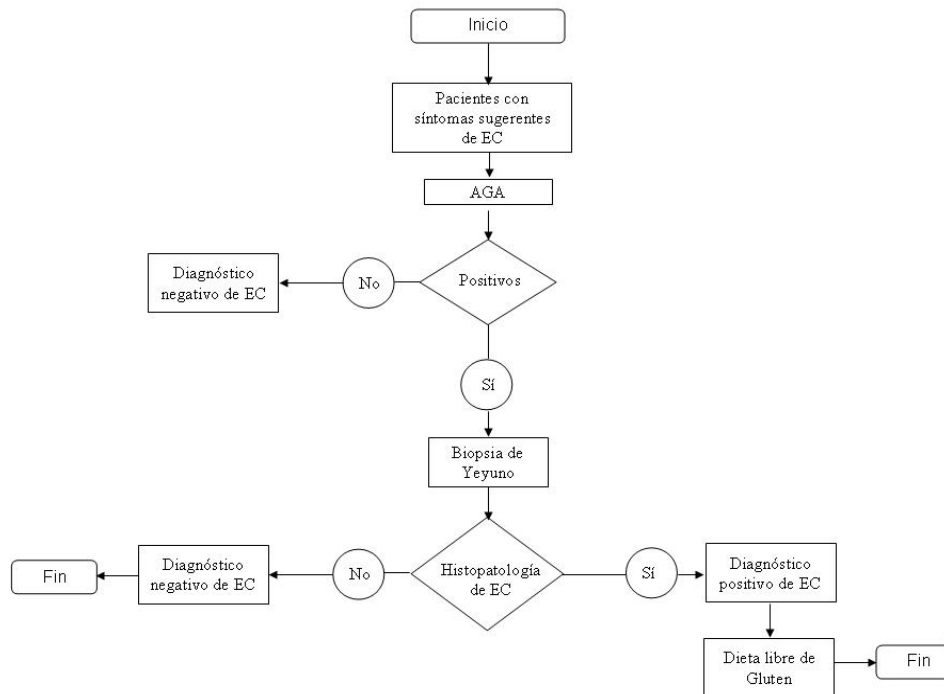 Inicio
Pacientes con
síntomas sugerentes
de EC
AGA
Positivos
No
Diagnóstico
negativo de EC
Sí
Biopsia de
Yeyuno
Histopatología
de EC
No
Diagnóstico
negativo de EC
Fin
Sí
Diagnóstico
positivo de EC
Dieta libre de
Gluten
Fin